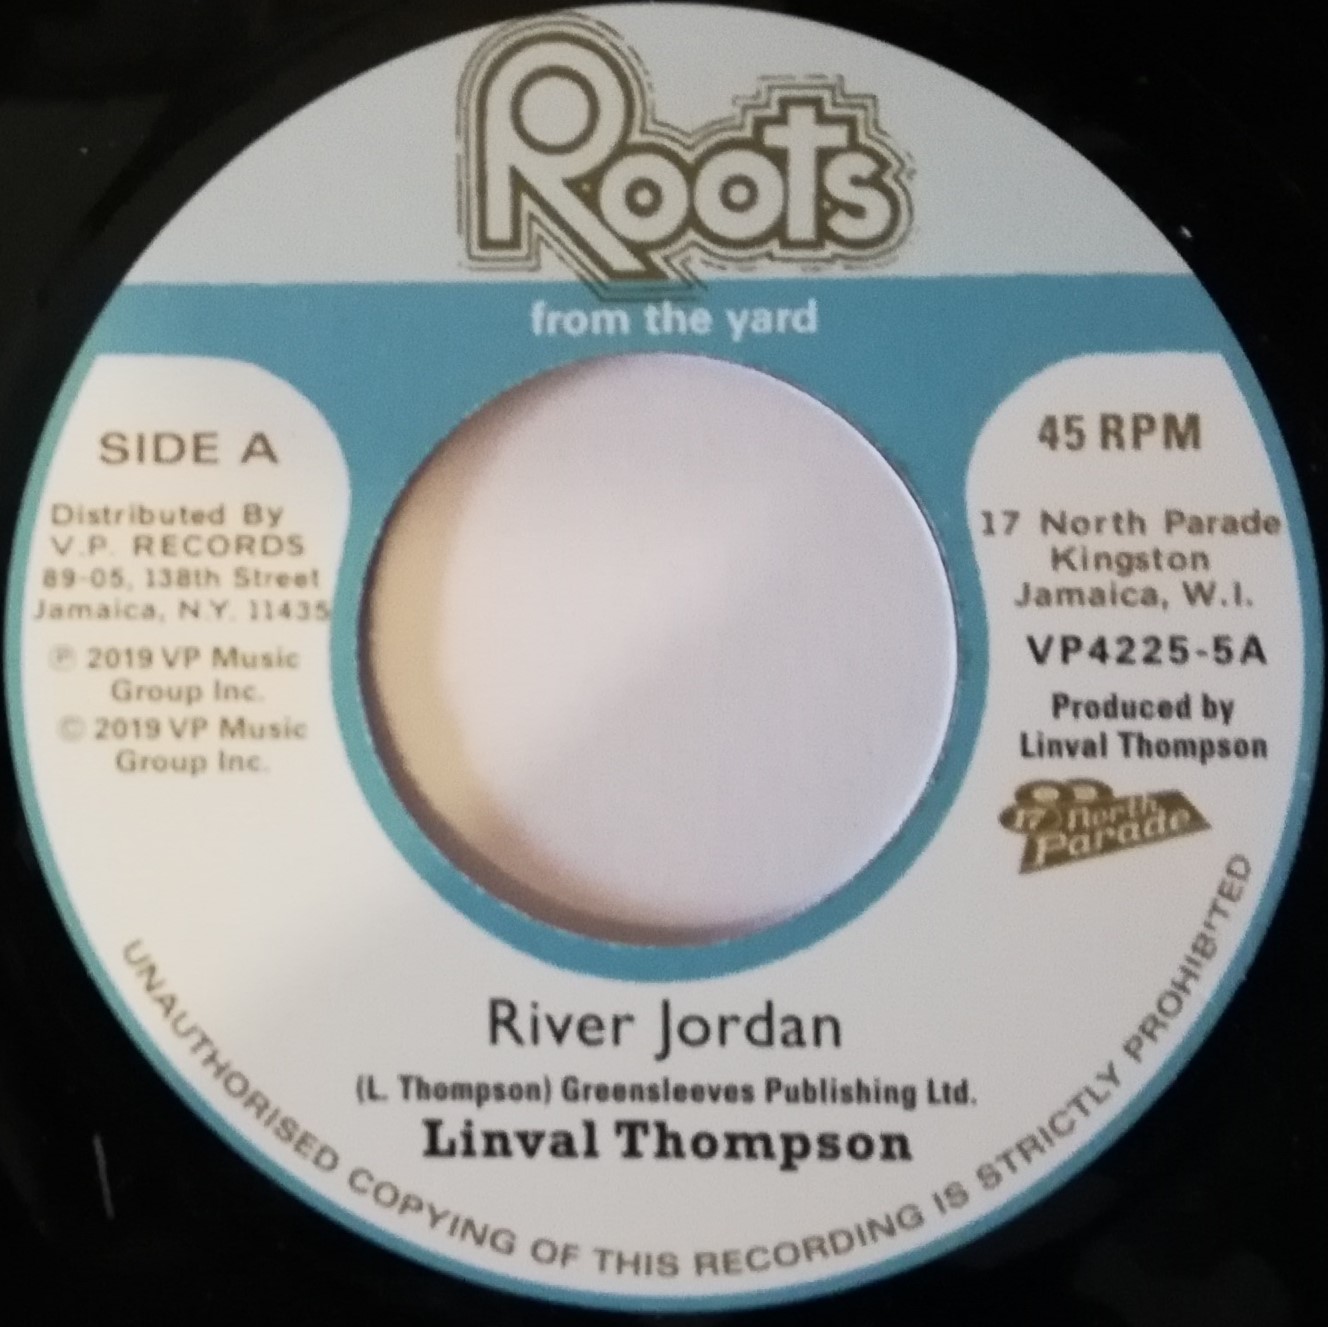 Roots
from the yard
SIDE A
Distributed By
V.P. RECORDS
89-05, 138th Street
Jamaica, N.Y. 11435
℗ 2019 VP Music
Group Inc.
© 2019 VP Music
Group Inc.
45 RPM
17 North Parade
Kingston
Jamaica, W.I.
VP4225-5A
Produced by
Linval Thompson
17 North
Parade
River Jordan
(L. Thompson) Greensleeves Publishing Ltd.
Linval Thompson
UNAUTHORISED COPYING OF THIS RECORDING IS STRICTLY PROHIBITED